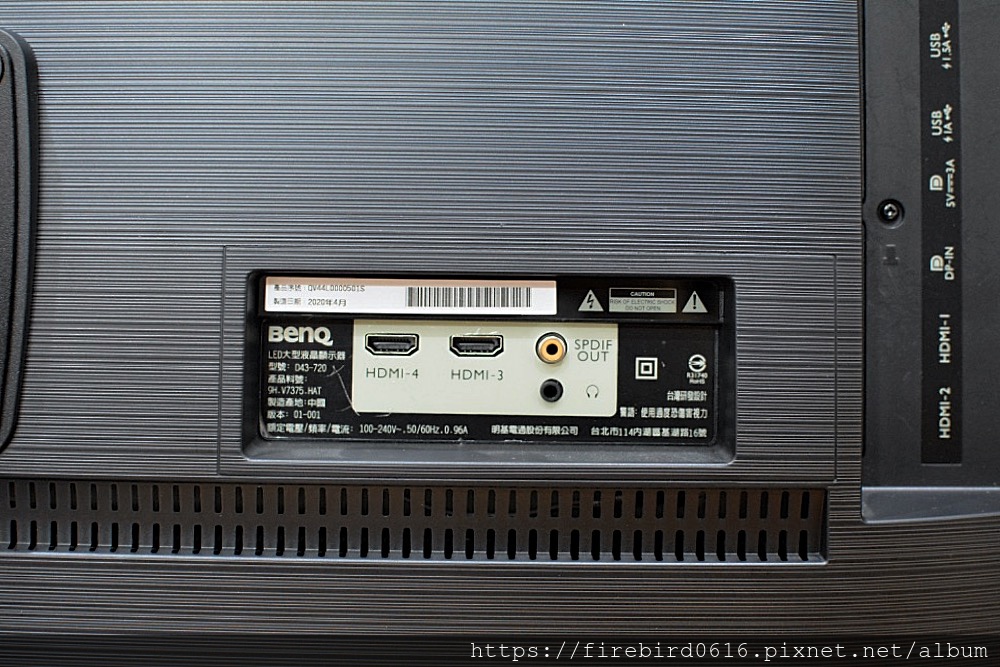 產品序號: QV44L0000501S
製造日期: 2020年4月
CAUTION
RISK OF ELECTRIC SHOCK
DO NOT OPEN
BenQ
LED大型液晶顯示器
型號: D43-720
產品料號:
9H.V7375.HAT
製造產地: 中國
版本: 01-001
額定電壓/頻率/電流: 100-240V~.50/60Hz.0.96A
HDMI-4
HDMI-3
SPDIF
OUT
R31740
RoHS
台灣研發設計
警語: 使用過度恐傷害視力
明基電通股份有限公司
台北市114內湖區基湖路16號
USB
1.5A
USB
1A
5V 3A
DP-IN
HDMI-1
HDMI-2
https://firebird0616.pixnet.net/album